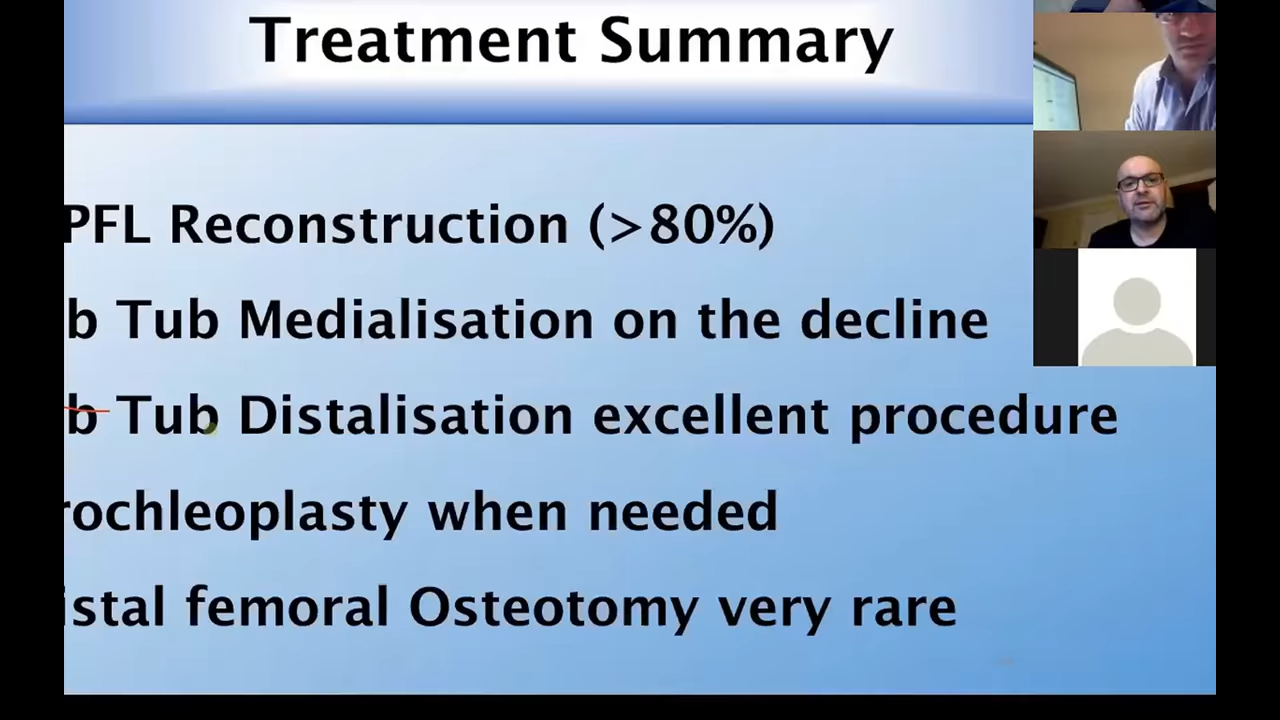 Treatment Summary
PFL Reconstruction (>80%)
b Tub Medialisation on the decline
b Tub Distalisation excellent procedure
rochleoplasty when needed
istal femoral Osteotomy very rare